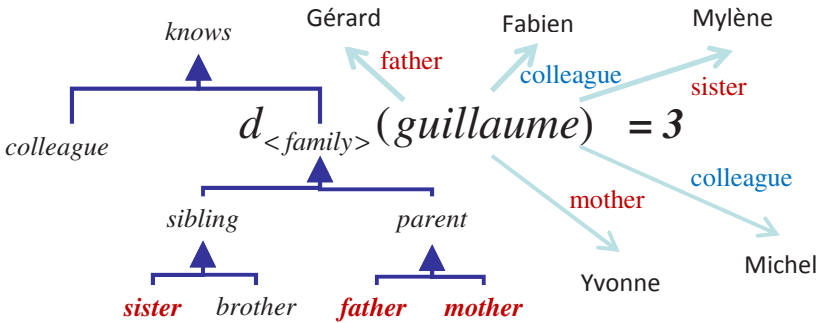 Gérard Fabien Mylène
knows
father
colleague
sister
colleague
d<family>(guillaume) = 3
colleague
mother
sibling parent
Yvonne Michel
sister brother father mother